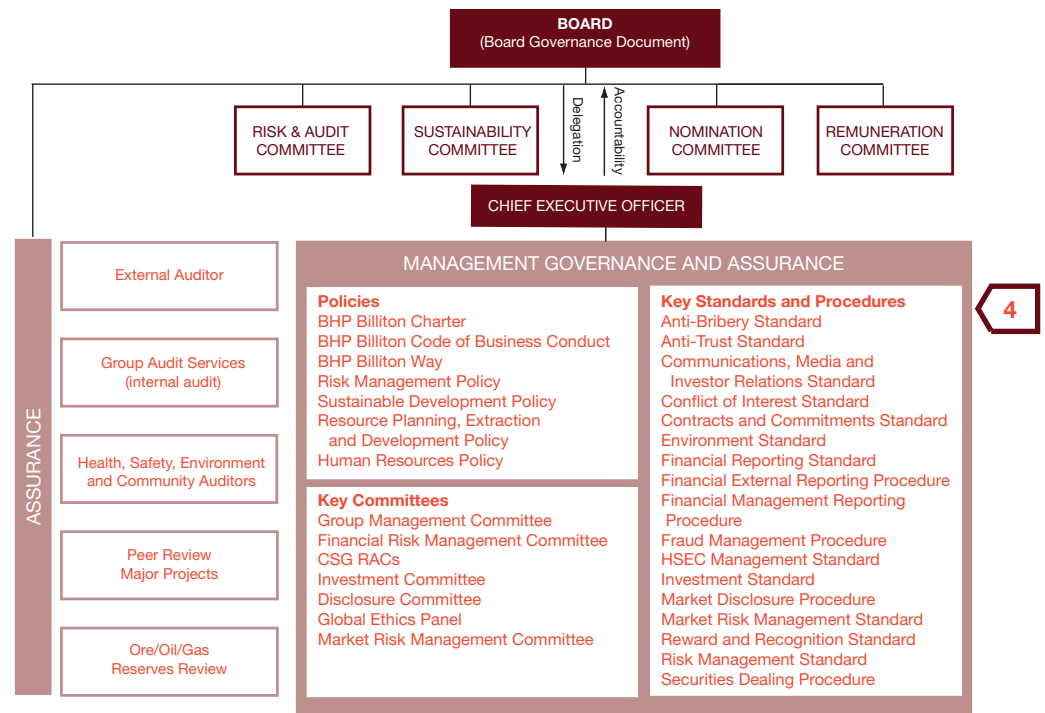 BOARD
(Board Governance Document)
Delegation
Accountability
RISK & AUDIT
COMMITTEE
SUSTAINABILITY
COMMITTEE
NOMINATION
COMMITTEE
REMUNERATION
COMMITTEE
CHIEF EXECUTIVE OFFICER
ASSURANCE
External Auditor
Group Audit Services
(internal audit)
Health, Safety, Environment
and Community Auditors
Peer Review
Major Projects
Ore/Oil/Gas
Reserves Review
MANAGEMENT GOVERNANCE AND ASSURANCE
Policies
BHP Billiton Charter
BHP Billiton Code of Business Conduct
BHP Billiton Way
Risk Management Policy
Sustainable Development Policy
Resource Planning, Extraction
and Development Policy
Human Resources Policy
Key Committees
Group Management Committee
Financial Risk Management Committee
CSG RACs
Investment Committee
Disclosure Committee
Global Ethics Panel
Market Risk Management Committee
Key Standards and Procedures
Anti-Bribery Standard
Anti-Trust Standard
Communications, Media and
Investor Relations Standard
Conflict of Interest Standard
Contracts and Commitments Standard
Environment Standard
Financial Reporting Standard
Financial External Reporting Procedure
Financial Management Reporting
Procedure
Fraud Management Procedure
HSEC Management Standard
Investment Standard
Market Disclosure Procedure
Market Risk Management Standard
Reward and Recognition Standard
Risk Management Standard
Securities Dealing Procedure
4